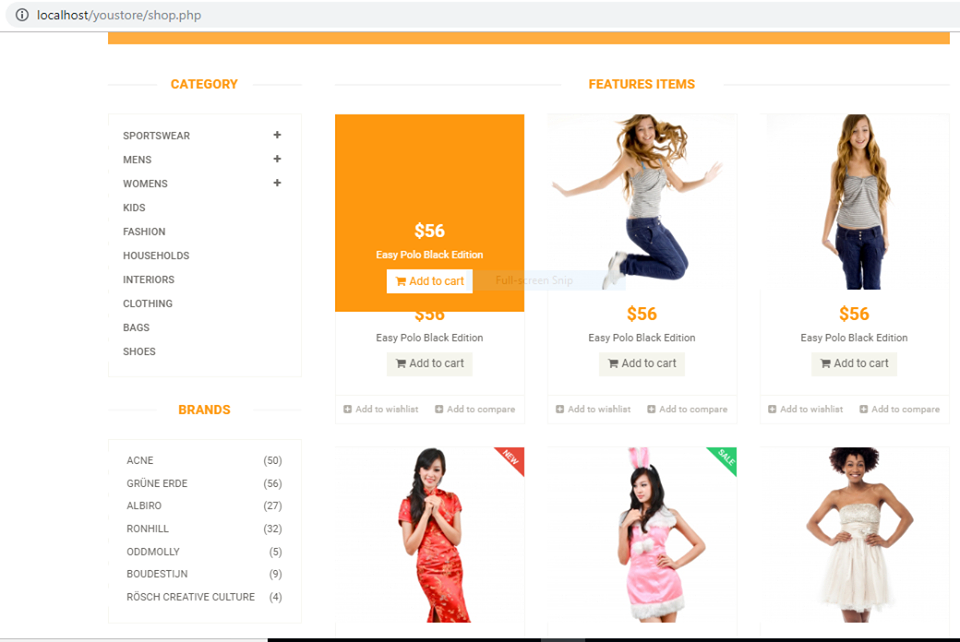 localhost/youstore/shop.php
CATEGORY
SPORTSWEAR
MENS
WOMENS
KIDS
FASHION
HOUSEHOLDS
INTERIORS
CLOTHING
BAGS
SHOES
BRANDS
ACNE (50)
GRÜNE ERDE (56)
ALBIRO (27)
RONHILL (32)
ODDMOLLY (5)
BOUDESTIJN (9)
RÖSCH CREATIVE CULTURE (4)
FEATURES ITEMS
$56
Easy Polo Black Edition
Add to cart
Full-screen Snip
$56
Easy Polo Black Edition
Add to cart
Add to wishlist Add to compare
$56
Easy Polo Black Edition
Add to cart
Add to wishlist Add to compare
$56
Easy Polo Black Edition
Add to cart
Add to wishlist Add to compare
NEW
SALE